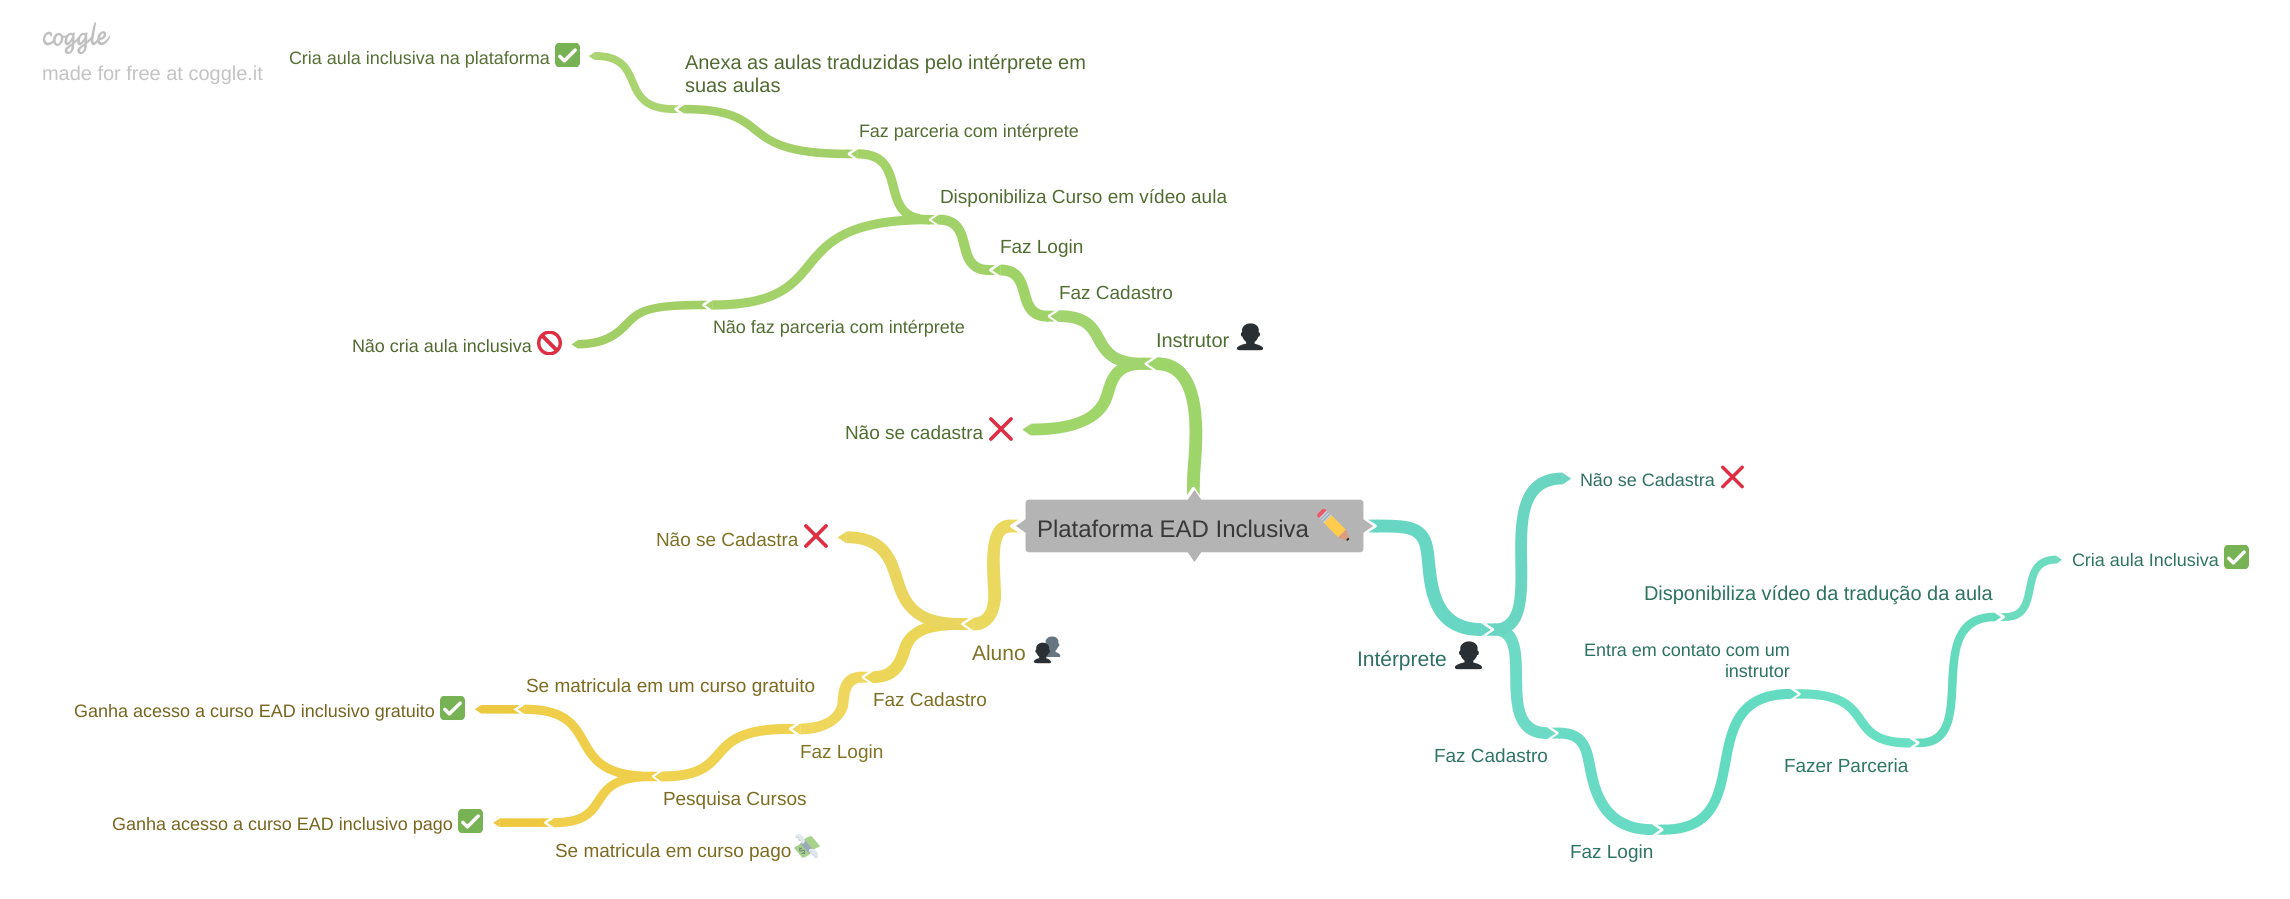 coggle
made for free at coggle.it
Cria aula inclusiva na plataforma
Anexa as aulas traduzidas pelo intérprete em
suas aulas
Faz parceria com intérprete
Disponibiliza Curso em vídeo aula
Faz Login
Faz Cadastro
Não faz parceria com intérprete
Não cria aula inclusiva
Instrutor
Não se cadastra
Plataforma EAD Inclusiva
Não se Cadastra
Aluno
Faz Cadastro
Faz Login
Pesquisa Cursos
Se matricula em um curso gratuito
Ganha acesso a curso EAD inclusivo gratuito
Se matricula em curso pago
Ganha acesso a curso EAD inclusivo pago
Não se Cadastra
Intérprete
Faz Cadastro
Faz Login
Entra em contato com um
instrutor
Fazer Parceria
Disponibiliza vídeo da tradução da aula
Cria aula Inclusiva